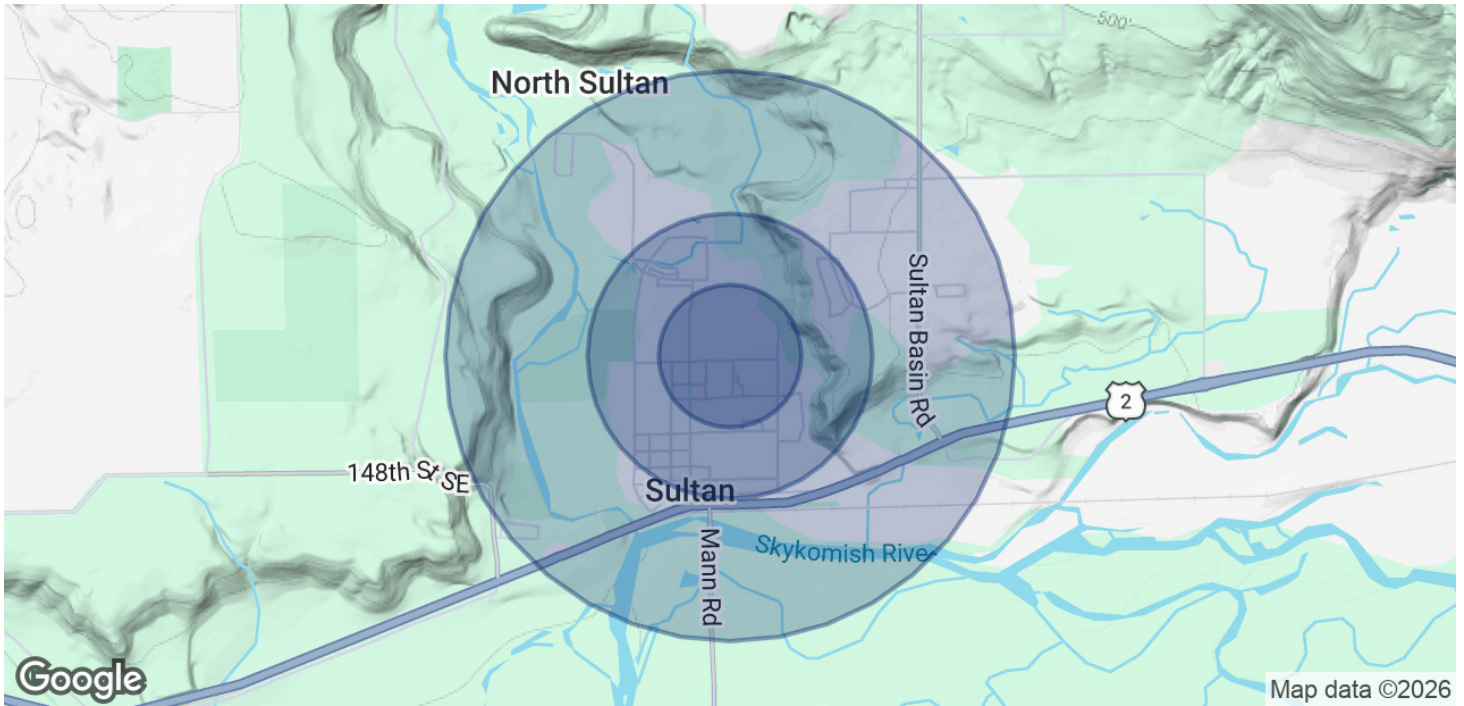 500'
North Sultan
Sultan Basin Rd
2
148th St SE
Sultan
Mann Rd
Skykomish River
Google
Map data ©2026